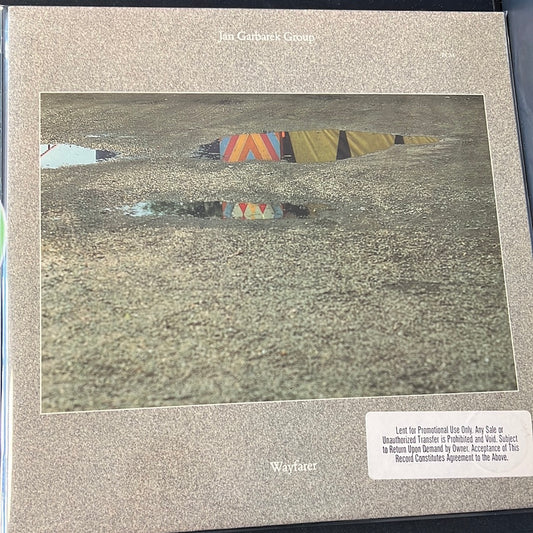 Jan Garbarek Group
Wayfarer
Lent for Promotional Use Only. Any Sale or
Unauthorized Transfer is Prohibited and Void. Subject
to Return Upon Demand by Owner. Acceptance of This
Record Constitutes Agreement to the Above.